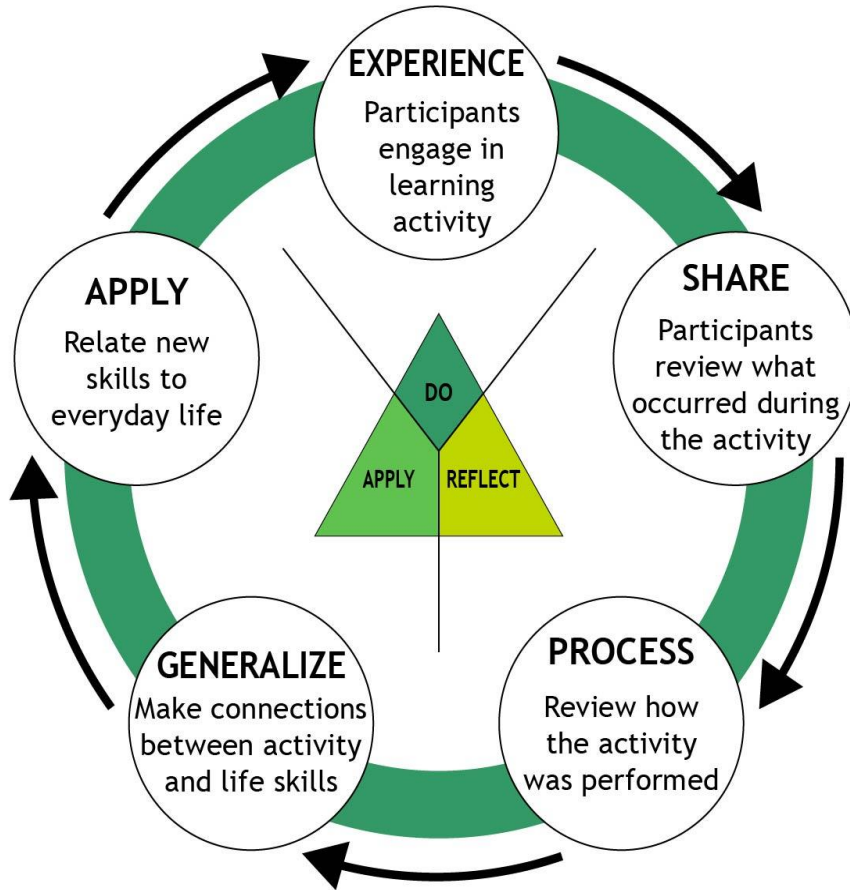 EXPERIENCE
Participants
engage in
learning
activity
SHARE
Participants
review what
occurred during
the activity
PROCESS
Review how
the activity
was performed
GENERALIZE
Make connections
between activity
and life skills
APPLY
Relate new
skills to
everyday life
DO
APPLY
REFLECT